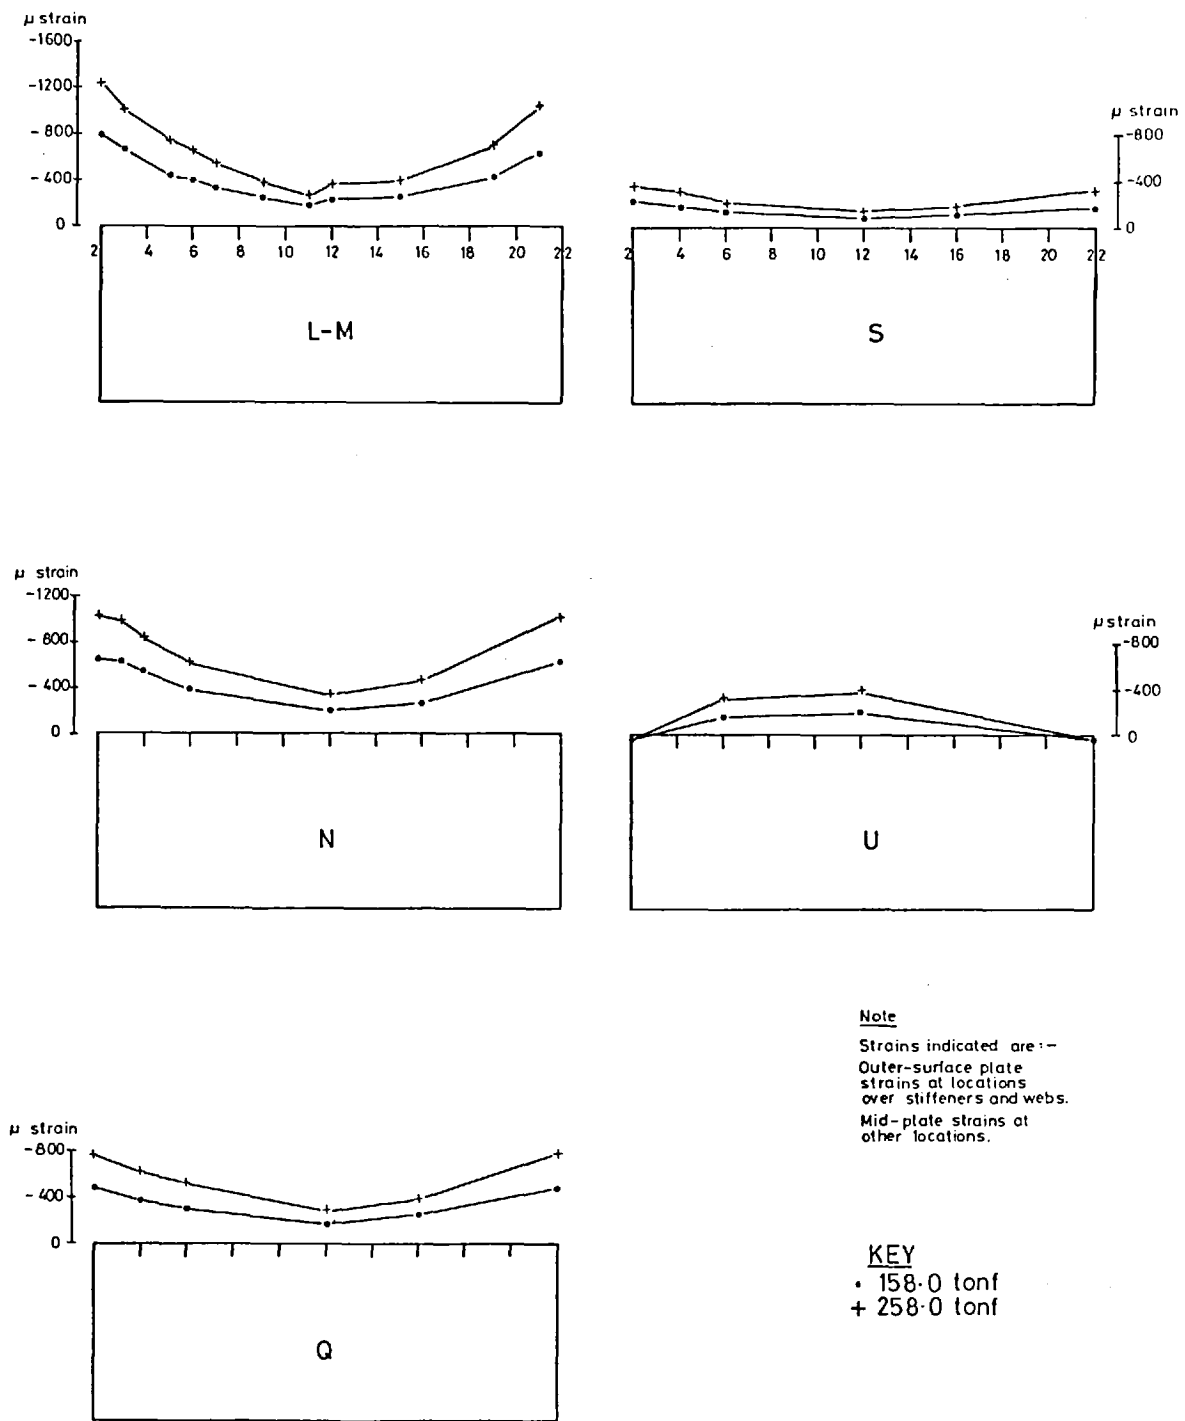 μ strain
-1600
-1200
-800
-400
0
2 4 6 8 10 12 14 16 18 20 22
L-M
μ strain
-800
-400
0
2 4 6 8 10 12 14 16 18 20 22
S
μ strain
-1200
-800
-400
0
N
μ strain
-800
-400
0
U
Note
Strains indicated are:-
Outer-surface plate
strains at locations
over stiffeners and webs.
Mid-plate strains at
other locations.
μ strain
-800
-400
0
Q
KEY
• 158·0 tonf
+ 258·0 tonf